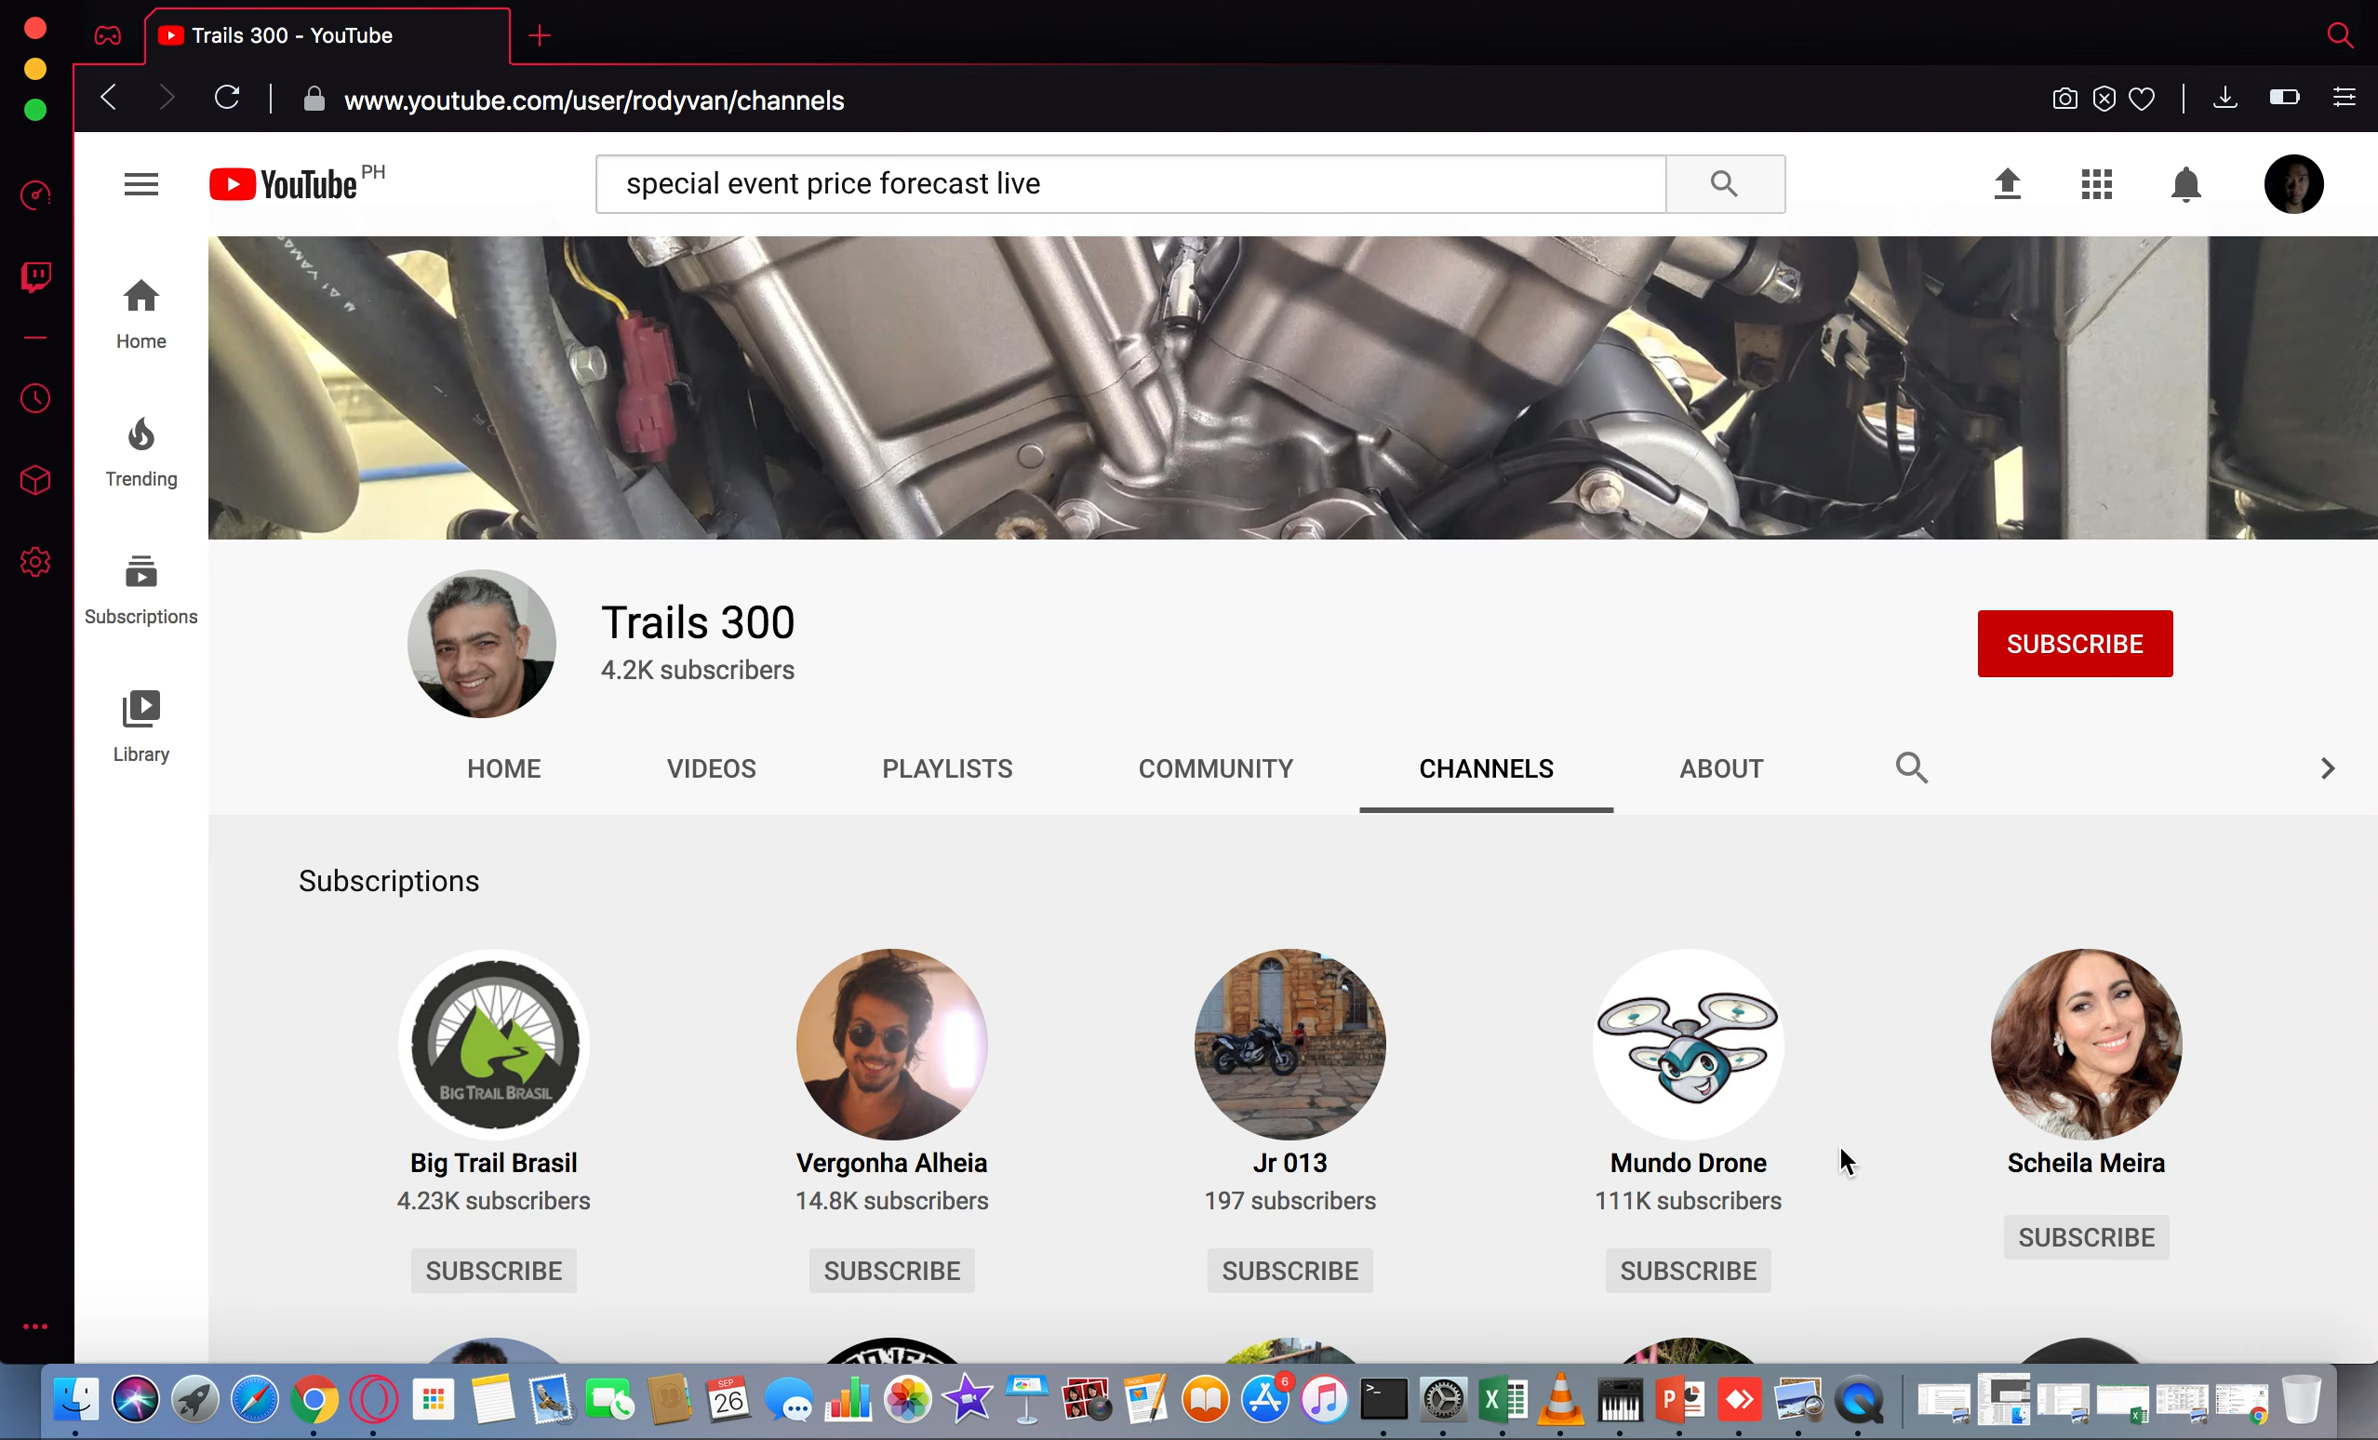 Trails 300 - YouTube
www.youtube.com/user/rodyvan/channels
YouTube PH
special event price forecast live
Home
Trending
Subscriptions
Library
Trails 300
4.2K subscribers
SUBSCRIBE
HOME VIDEOS PLAYLISTS COMMUNITY CHANNELS ABOUT
Subscriptions
BIG TRAIL BRASIL
Big Trail Brasil Vergonha Alheia Jr 013 Mundo Drone Scheila Meira
4.23K subscribers 14.8K subscribers 197 subscribers 111K subscribers
SUBSCRIBE SUBSCRIBE SUBSCRIBE SUBSCRIBE SUBSCRIBE
SEP
26
6